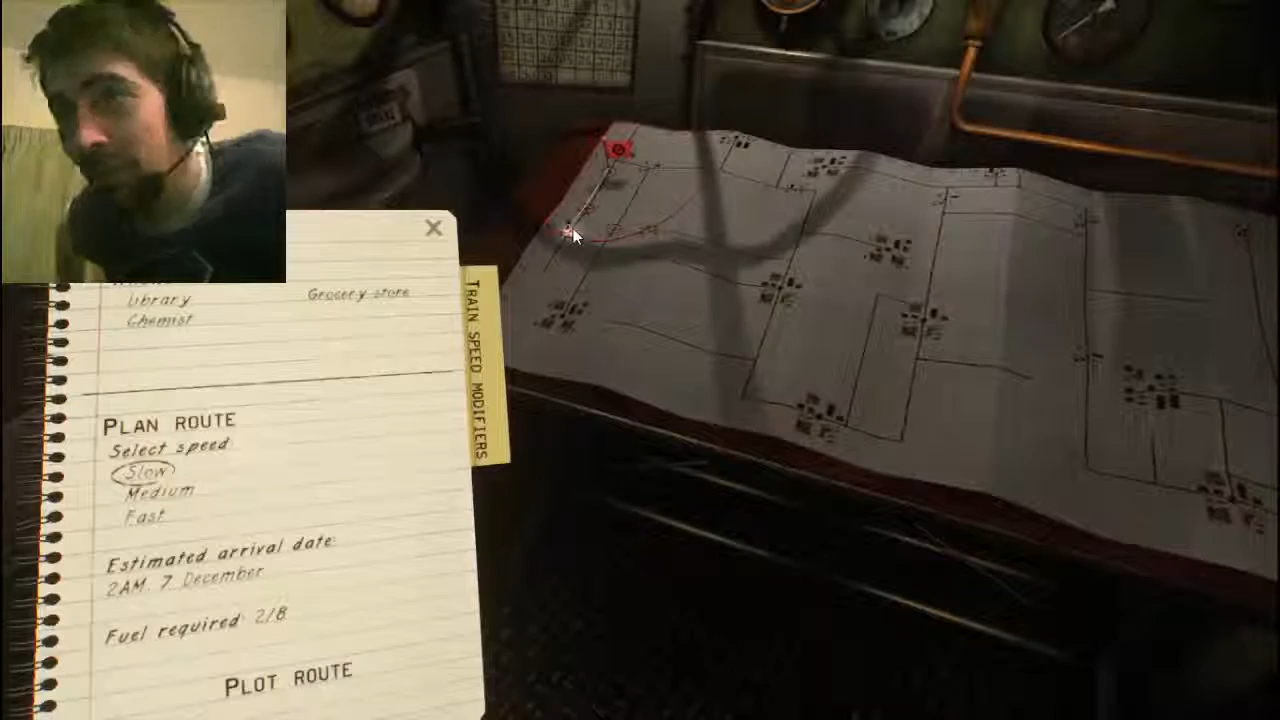 Library
Grocery store
Chemist
TRAIN SPEED MODIFIERS
PLAN ROUTE
Select speed
Slow
Medium
Fast
Estimated arrival date:
2AM. 7 December
Fuel required: 2/8
PLOT ROUTE